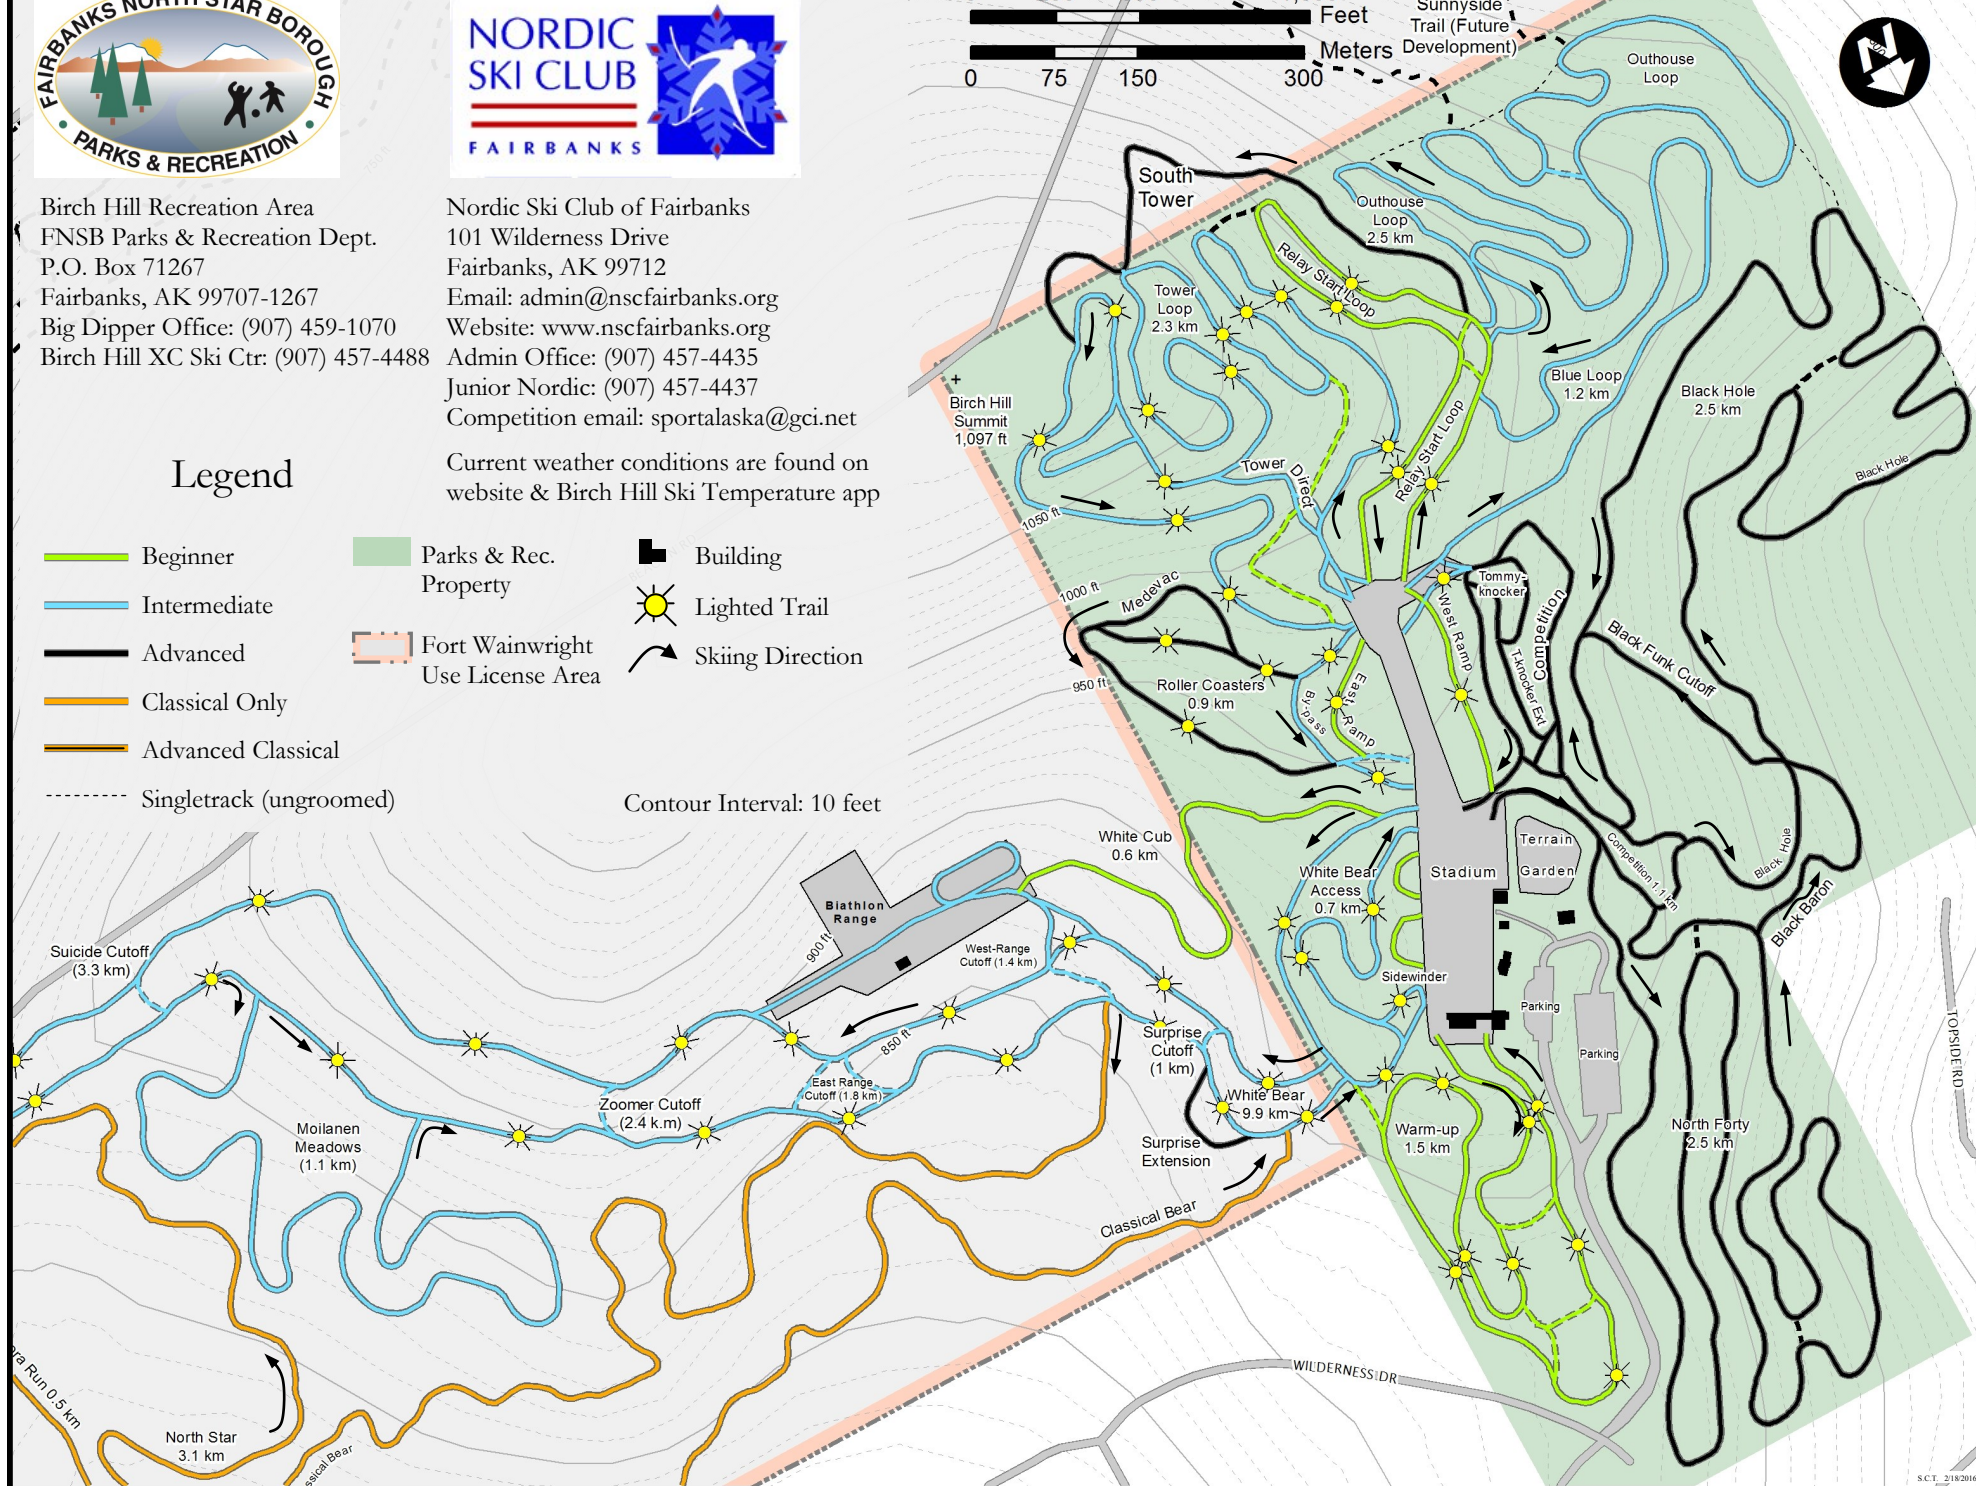 FAIRBANKS NORTH STAR BOROUGH
PARKS & RECREATION
NORDIC
SKI CLUB
FAIRBANKS
Birch Hill Recreation Area
FNSB Parks & Recreation Dept.
P.O. Box 71267
Fairbanks, AK 99707-1267
Big Dipper Office: (907) 459-1070
Birch Hill XC Ski Ctr: (907) 457-4488
Nordic Ski Club of Fairbanks
101 Wilderness Drive
Fairbanks, AK 99712
Email: admin@nscfairbanks.org
Website: www.nscfairbanks.org
Admin Office: (907) 457-4435
Junior Nordic: (907) 457-4437
Competition email: sportalaska@gci.net
Current weather conditions are found on
website & Birch Hill Ski Temperature app
Legend
Beginner
Intermediate
Advanced
Classical Only
Advanced Classical
Singletrack (ungroomed)
Parks & Rec.
Property
Fort Wainwright
Use License Area
Building
Lighted Trail
Skiing Direction
Contour Interval: 10 feet
Feet
Meters
0 75 150 300
Sunnyside
Trail (Future
Development)
N
Outhouse
Loop
South
Tower
Outhouse
Loop
2.5 km
Relay Start Loop
Tower
Loop
2.3 km
Birch Hill
Summit
1,097 ft
Blue Loop
1.2 km
Black Hole
2.5 km
Black Hole
Relay Start Loop
Tower
Direct
1050 ft
1000 ft
950 ft
Medevac
Tommy-
knocker
Competition
T-knocker Ext
West Ramp
Black Funk Cutoff
Roller Coasters
0.9 km
By-pass
East
Ramp
White Cub
0.6 km
White Bear
Access
0.7 km
Stadium
Terrain
Garden
Competition 1.1 km
Black Hole
Black Baron
Sidewinder
Parking
Parking
TOPSIDE RD
Biathlon
Range
900 ft
West-Range
Cutoff (1.4 km)
Suicide Cutoff
(3.3 km)
850 ft
Surprise
Cutoff
(1 km)
East Range
Cutoff (1.8 km)
Zoomer Cutoff
(2.4 k.m)
White Bear
9.9 km
Moilanen
Meadows
(1.1 km)
Surprise
Extension
Warm-up
1.5 km
North Forty
2.5 km
Classical Bear
WILDERNESS DR
ora Run 0.5 km
North Star
3.1 km
ssical Bear
S.C.T. 2/18/2016